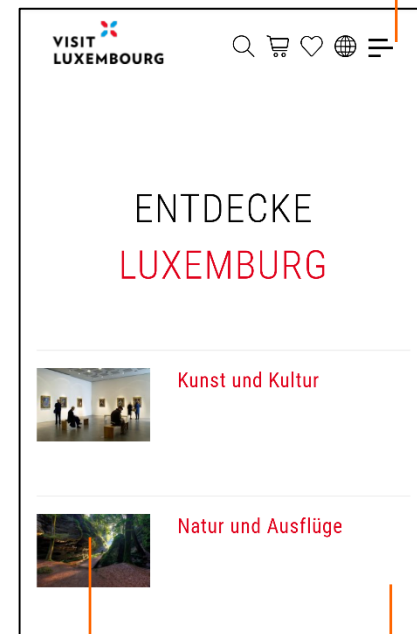 VISIT
LUXEMBOURG
ENTDECKE
LUXEMBURG
Kunst und Kultur
Natur und Ausflüge